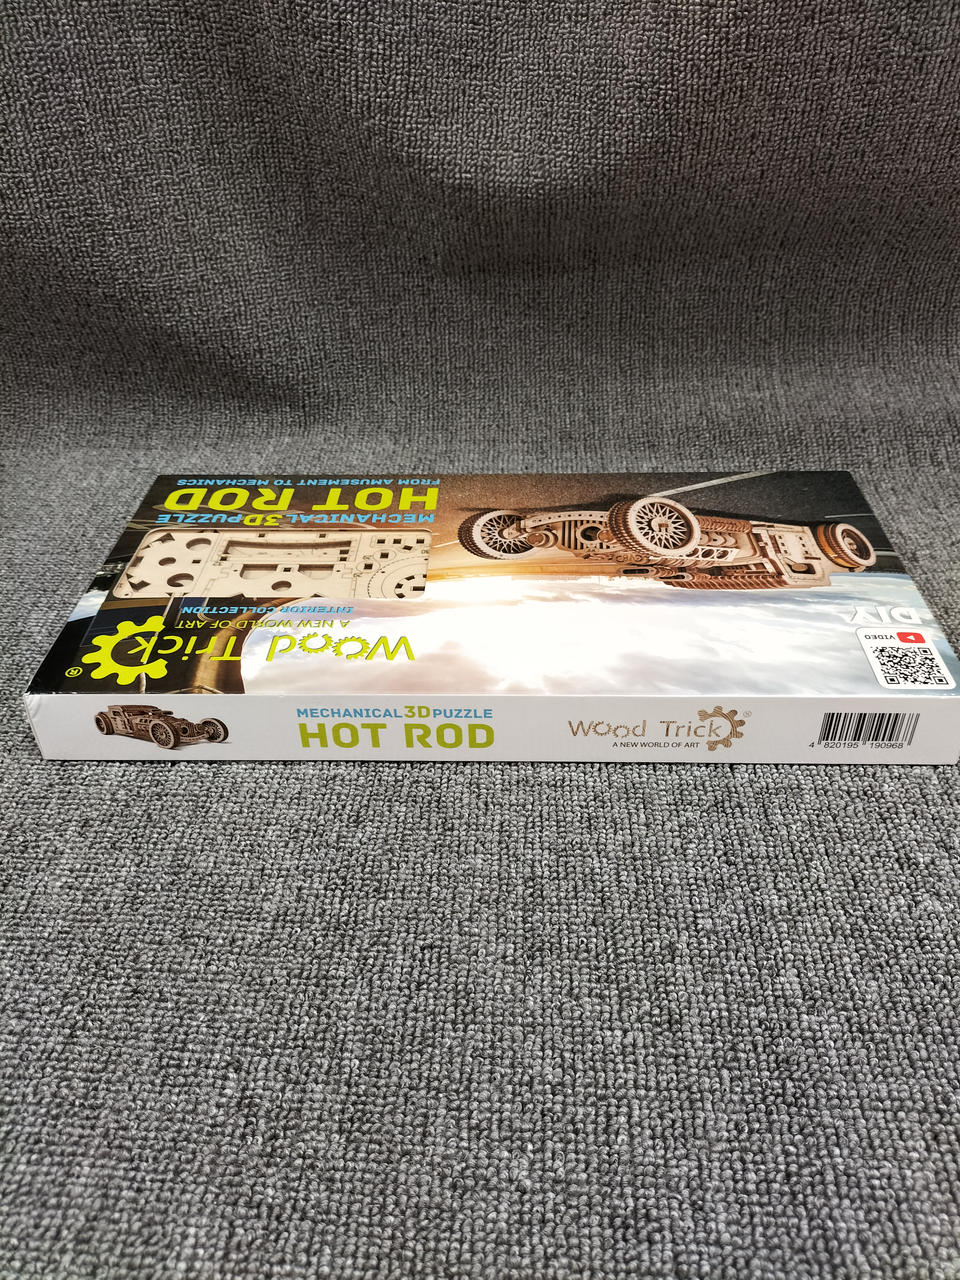 FROM AMUSEMENT TO MECHANICS
HOT ROD
MECHANICAL 3D PUZZLE
INTERIOR COLLECTION
A NEW WORLD OF ART
Wood Trick®
DIY
VIDEO
MECHANICAL 3D PUZZLE
HOT ROD
Wood Trick®
A NEW WORLD OF ART
4 820195 190968